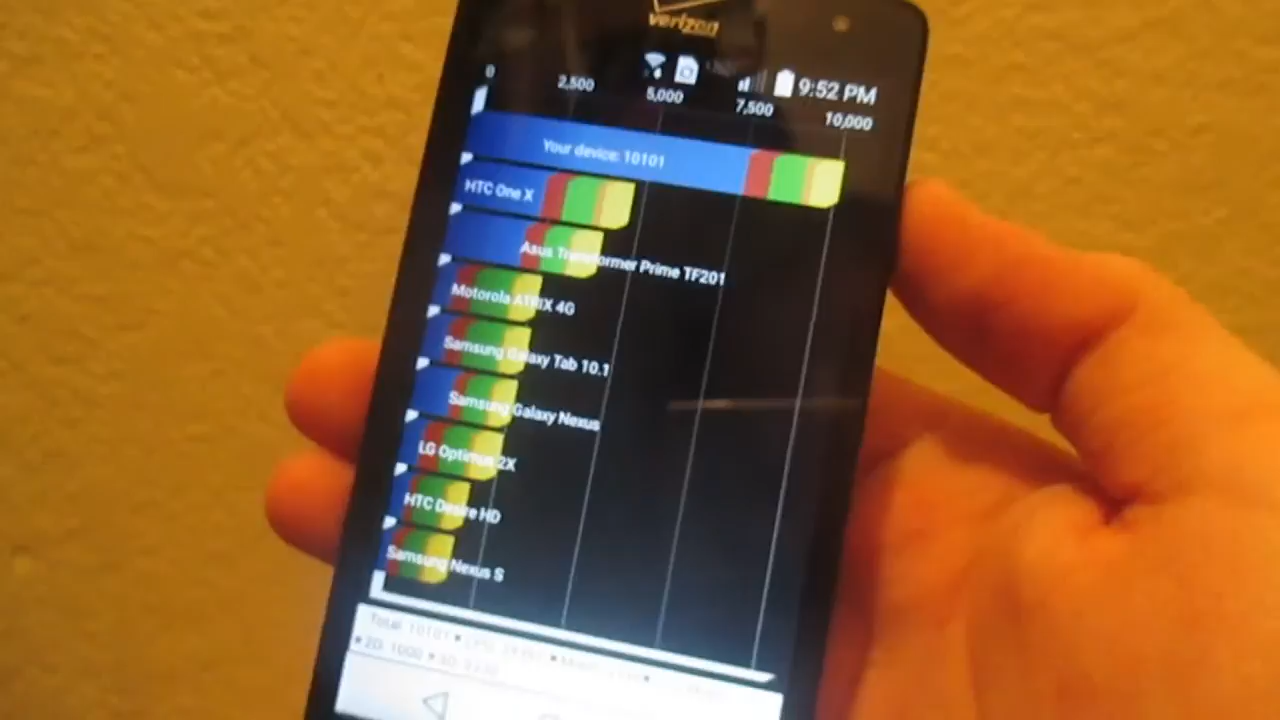 verizon
9:52 PM
0
2,500
5,000
7,500
10,000
Your device: 10101
HTC One X
Asus Transformer Prime TF201
Motorola ATRIX 4G
Samsung Galaxy Tab 10.1
Samsung Galaxy Nexus
LG Optimus 2X
HTC Desire HD
Samsung Nexus S
Total: 10101
2D: 1000